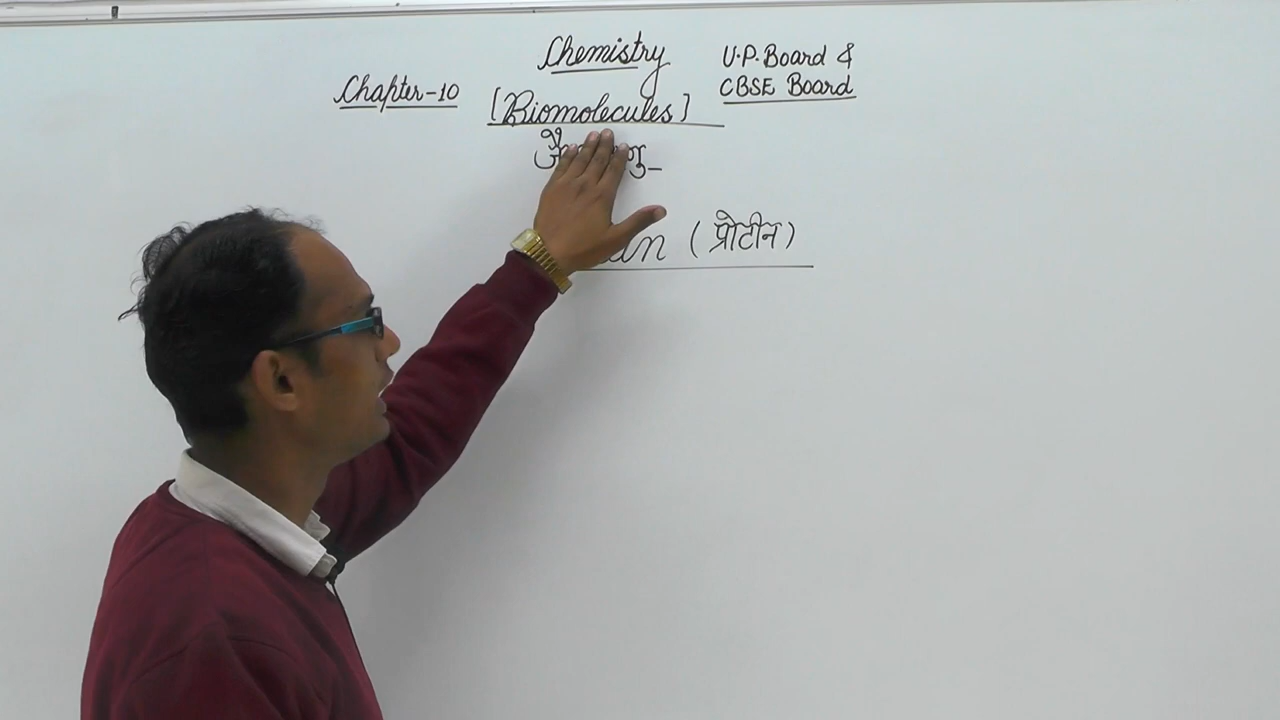 Chemistry
U.P. Board &
Chapter-10
[Biomolecules]
CBSE Board
(प्रोटीन)